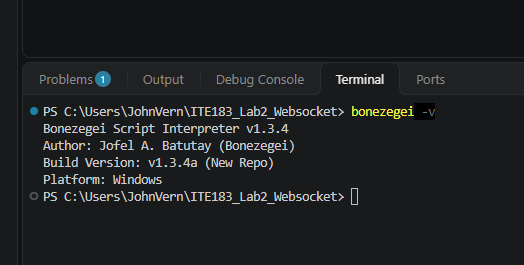 Problems 1 Output Debug Console Terminal Ports
PS C:\Users\JohnVern\ITE183_Lab2_Websocket> bonezegei -v
Bonezegei Script Interpreter v1.3.4
Author: Jofel A. Batutay (Bonezegei)
Build Version: v1.3.4a (New Repo)
Platform: Windows
PS C:\Users\JohnVern\ITE183_Lab2_Websocket>